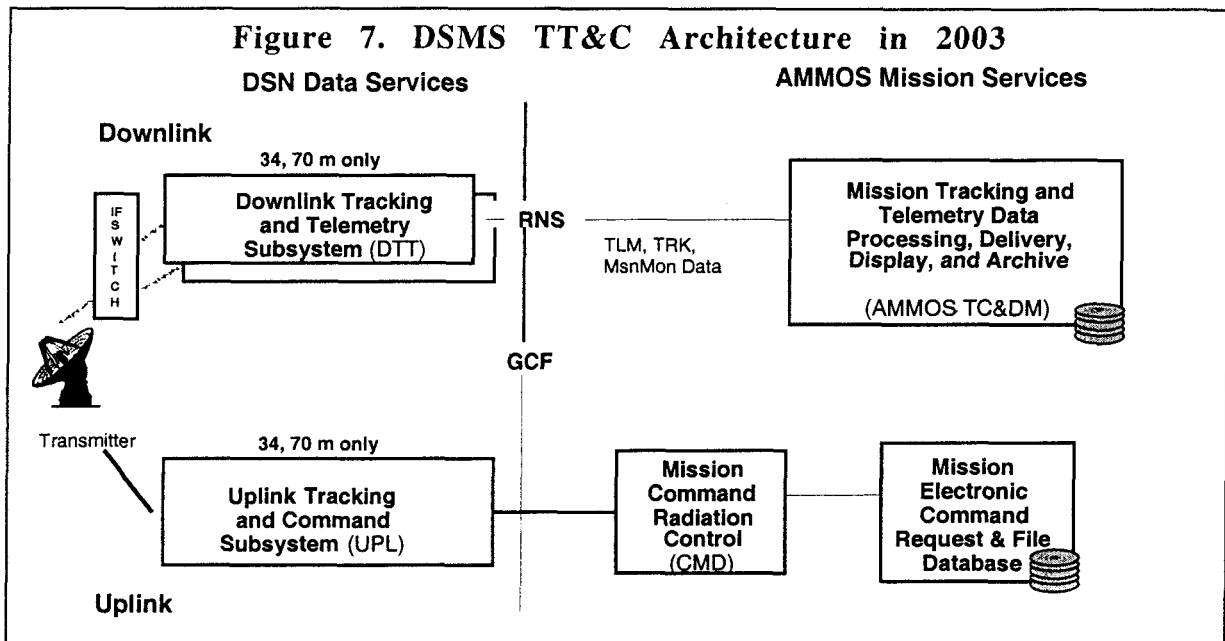 Figure 7. DSMS TT&C Architecture in 2003
DSN Data Services
AMMOS Mission Services
Downlink
34, 70 m only
IF
S
W
I
T
C
H
Downlink Tracking
and Telemetry
Subsystem (DTT)
RNS
TLM, TRK,
MsnMon Data
Mission Tracking and
Telemetry Data
Processing, Delivery,
Display, and Archive
(AMMOS TC&DM)
GCF
Transmitter
34, 70 m only
Uplink Tracking
and Command
Subsystem (UPL)
Mission
Command
Radiation
Control
(CMD)
Mission
Electronic
Command
Request & File
Database
Uplink